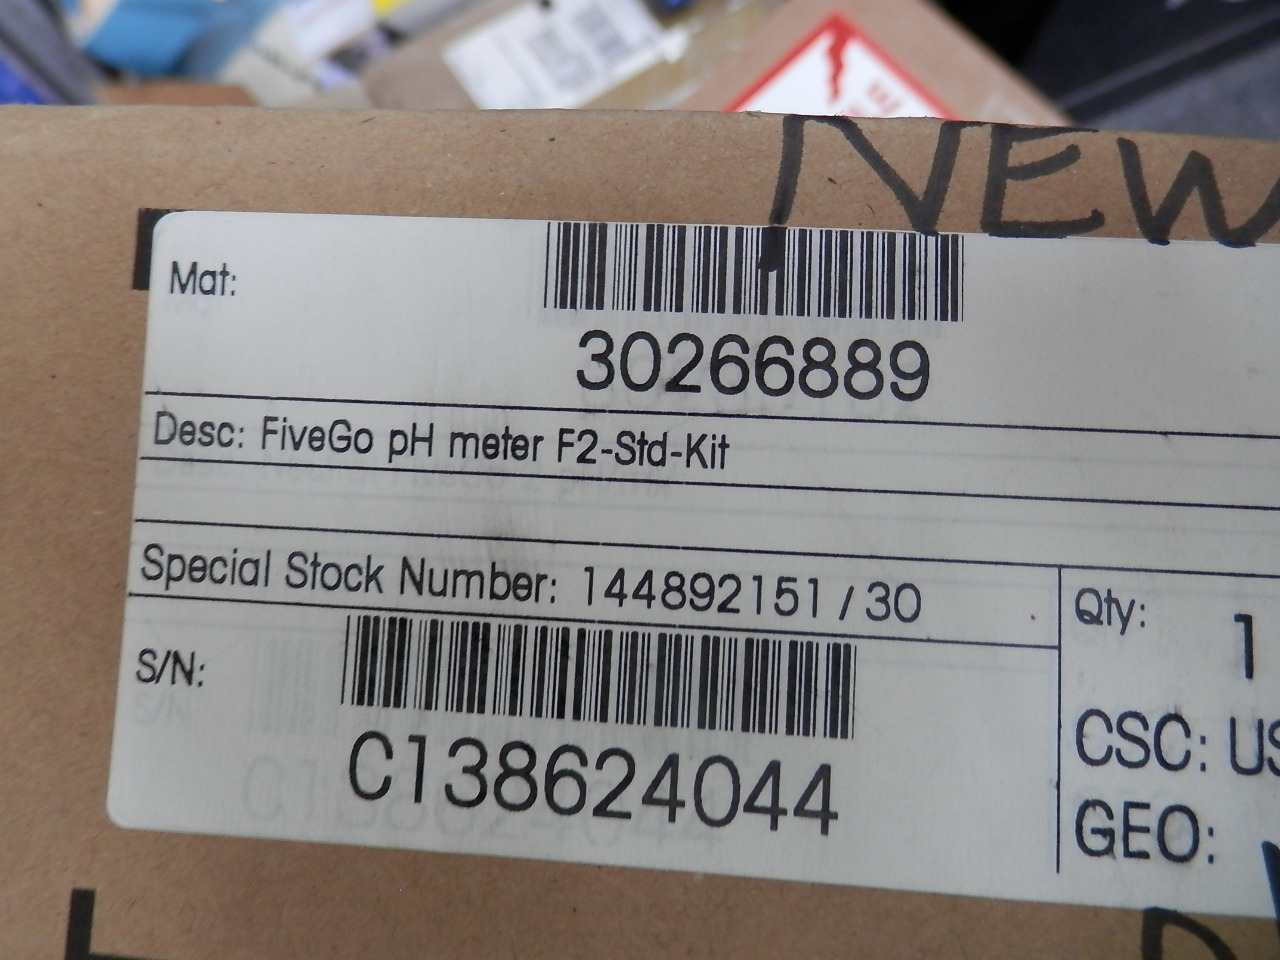 NEW
Mat:
30266889
Desc: FiveGo pH meter F2-Std-Kit
Special Stock Number: 144892151 / 30
Qty: 1
S/N:
C138624044
CSC: US
GEO: